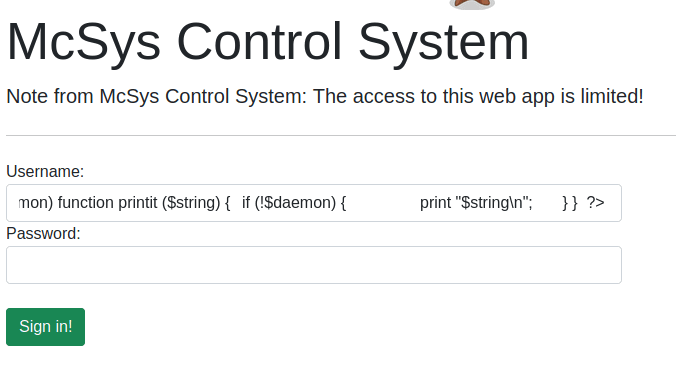 McSys Control System
Note from McSys Control System: The access to this web app is limited!
Username:
mon) function printit ($string) { if (!$daemon) { print "$string\n"; } } ?>
Password:
Sign in!